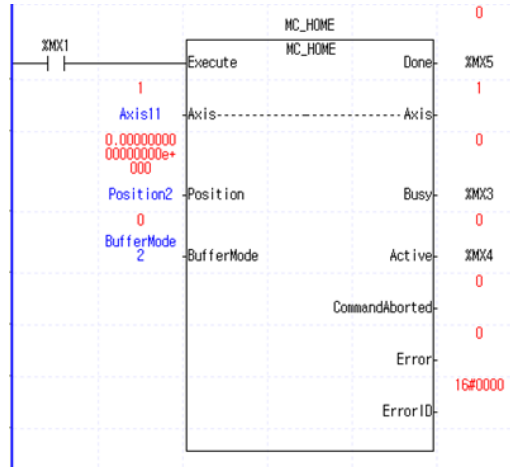 0
MC_HOME
%MX1
MC_HOME
Execute
Done
%MX5
1
1
Axis11
Axis
Axis
0.00000000
00000000e+
000
0
Position2
Position
Busy
%MX3
0
0
BufferMode
2
BufferMode
Active
%MX4
0
CommandAborted
0
Error
16#0000
ErrorID